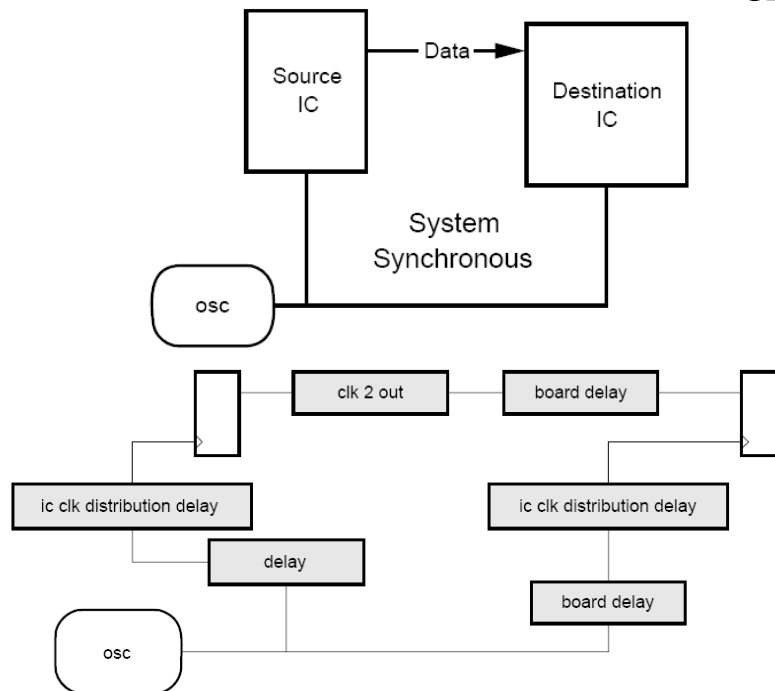 Source
IC
Data
Destination
IC
System
Synchronous
osc
clk 2 out
board delay
ic clk distribution delay
ic clk distribution delay
delay
board delay
osc